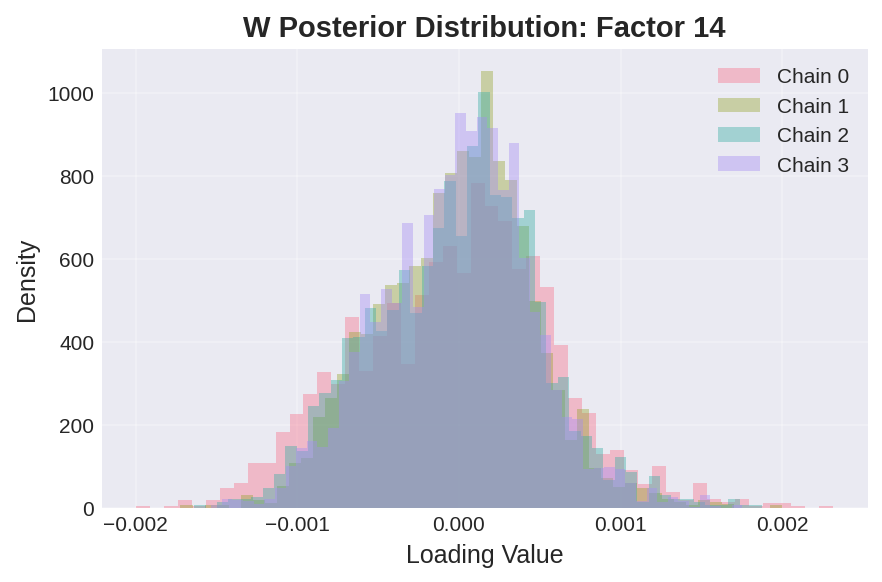 W Posterior Distribution: Factor 14
Chain 0
Chain 1
Chain 2
Chain 3
1000
800
600
400
200
0
Density
−0.002
−0.001
0.000
0.001
0.002
Loading Value